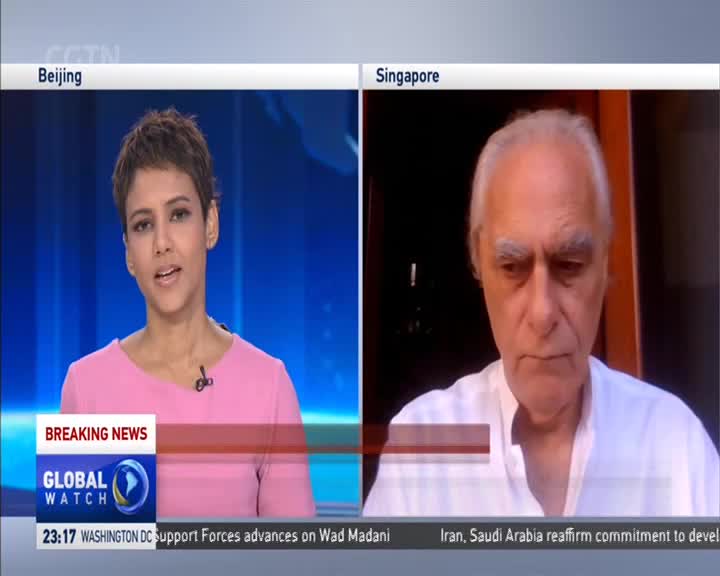 CGTN
Beijing
Singapore
BREAKING NEWS
GLOBAL
WATCH
23:17 WASHINGTON DC
Support Forces advances on Wad Madani Iran, Saudi Arabia reaffirm commitment to devel